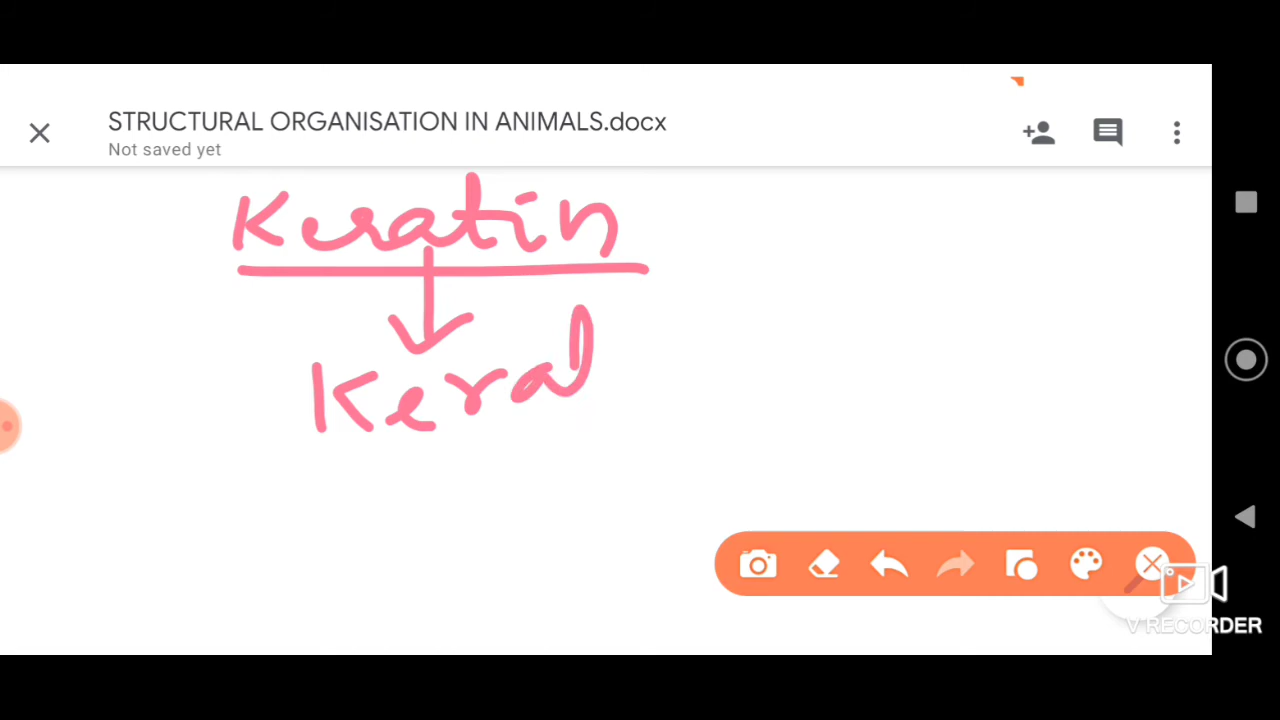 STRUCTURAL ORGANISATION IN ANIMALS.docx
Not saved yet
Keratin
Keral
V RECORDER